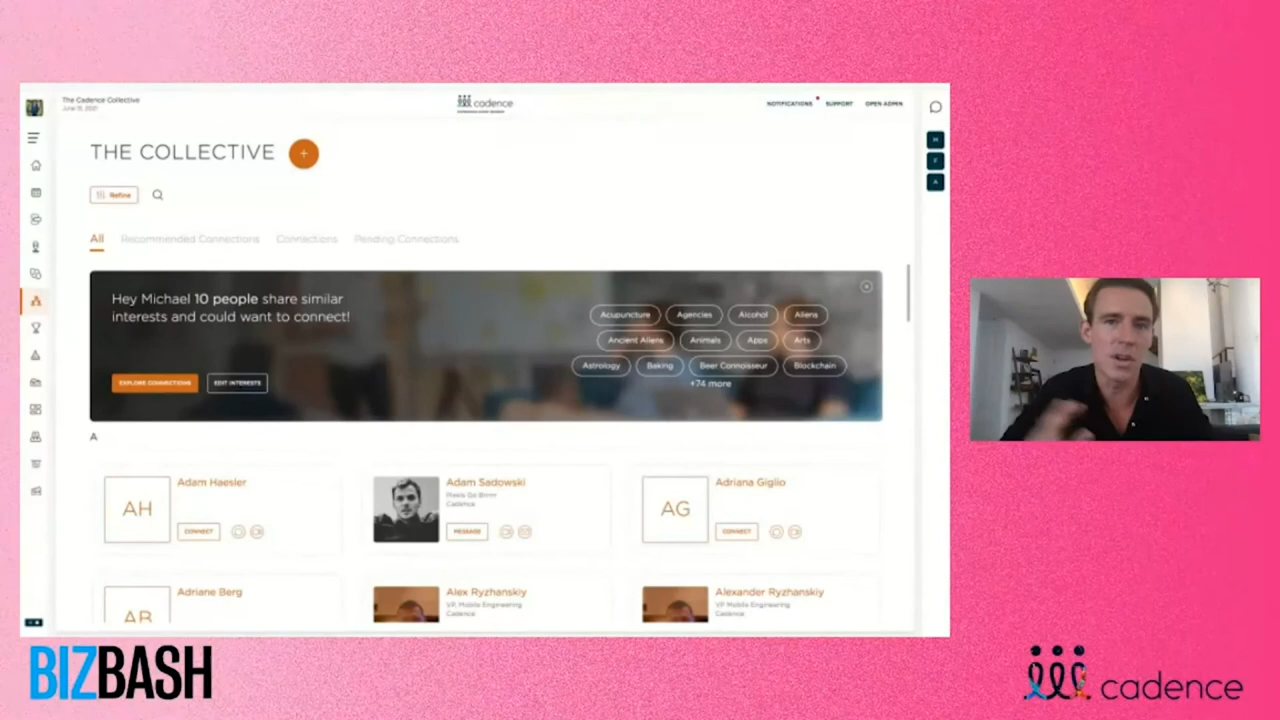 The Cadence Collective
June 15, 2021
cadence
NOTIFICATIONS
SUPPORT
OPEN ADMIN
THE COLLECTIVE
+
Refine
All
Recommended Connections
Connections
Pending Connections
Hey Michael 10 people share similar
interests and could want to connect!
Acupuncture
Agencies
Alcohol
Aliens
Ancient Aliens
Animals
Apps
Arts
Astrology
Baking
Beer Connoisseur
Blockchain
+74 more
EXPLORE CONNECTIONS
EDIT INTERESTS
A
AH
Adam Haesler
CONNECT
Adam Sadowski
Cadence
MESSAGE
AG
Adriana Giglio
CONNECT
AB
Adriane Berg
Alex Ryzhanskiy
VP, Mobile Engineering
Cadence
Alexander Ryzhanskiy
VP Mobile Engineering
Cadence
BIZBASH
cadence